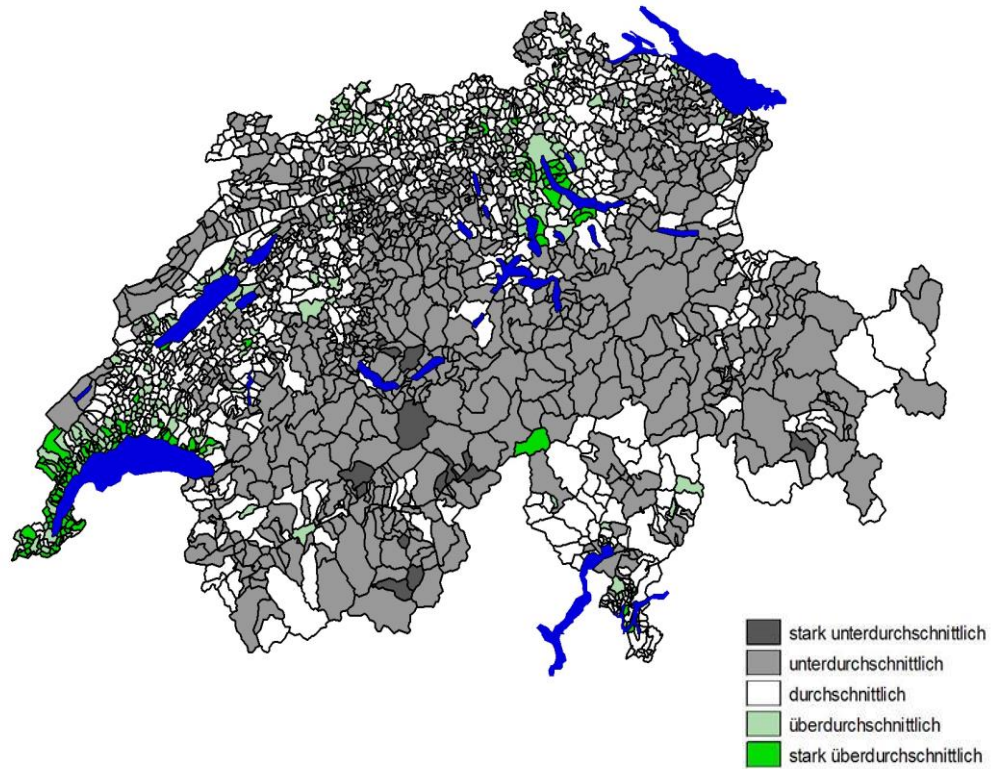 stark unterdurchschnittlich
unterdurchschnittlich
durchschnittlich
überdurchschnittlich
stark überdurchschnittlich